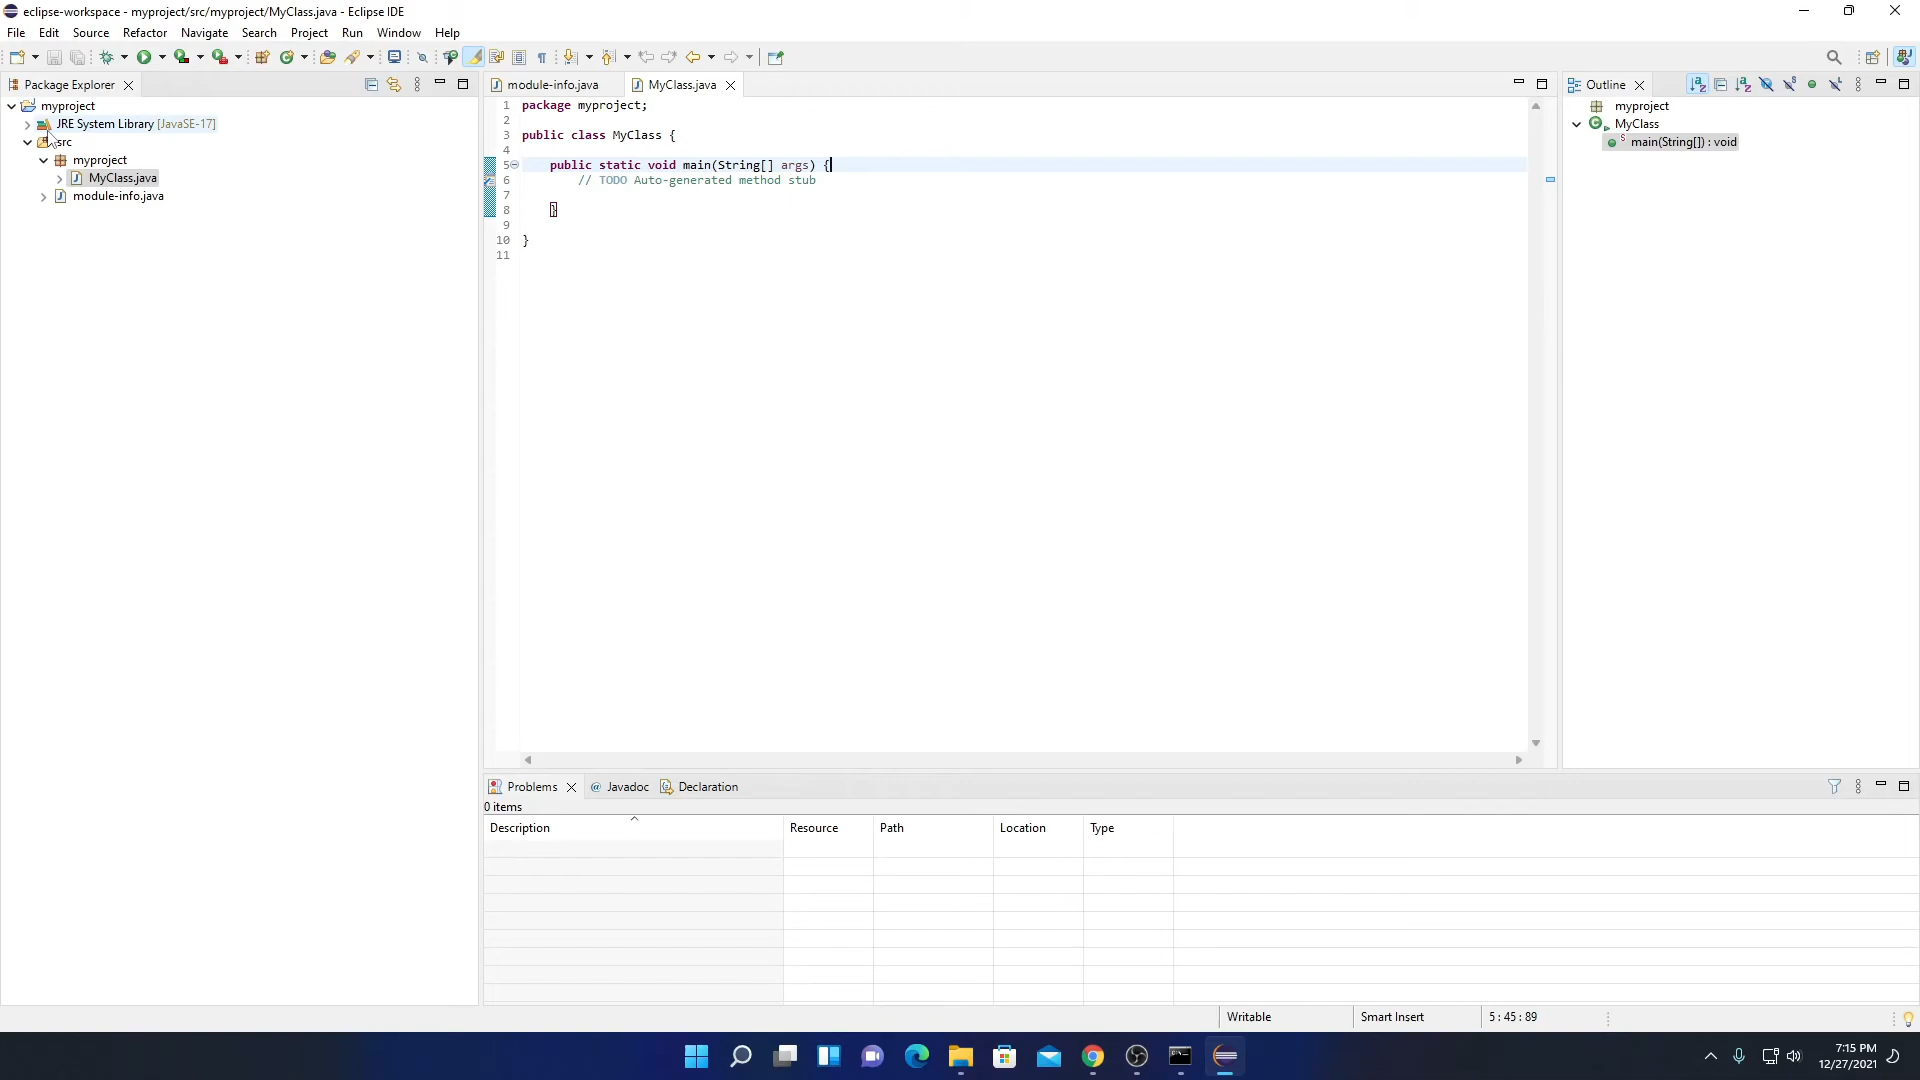 eclipse-workspace - myproject/src/myproject/MyClass.java - Eclipse IDE
File Edit Source Refactor Navigate Search Project Run Window Help
Package Explorer
myproject
JRE System Library [JavaSE-17]
src
myproject
MyClass.java
module-info.java
module-info.java MyClass.java
1 package myproject;
2
3 public class MyClass {
4
5 public static void main(String[] args) {
6 // TODO Auto-generated method stub
7
8 }
9
10 }
11
Outline
myproject
MyClass
main(String[]) : void
Problems @ Javadoc Declaration
0 items
Description Resource Path Location Type
Writable Smart Insert 5 : 45 : 89
7:15 PM
12/27/2021